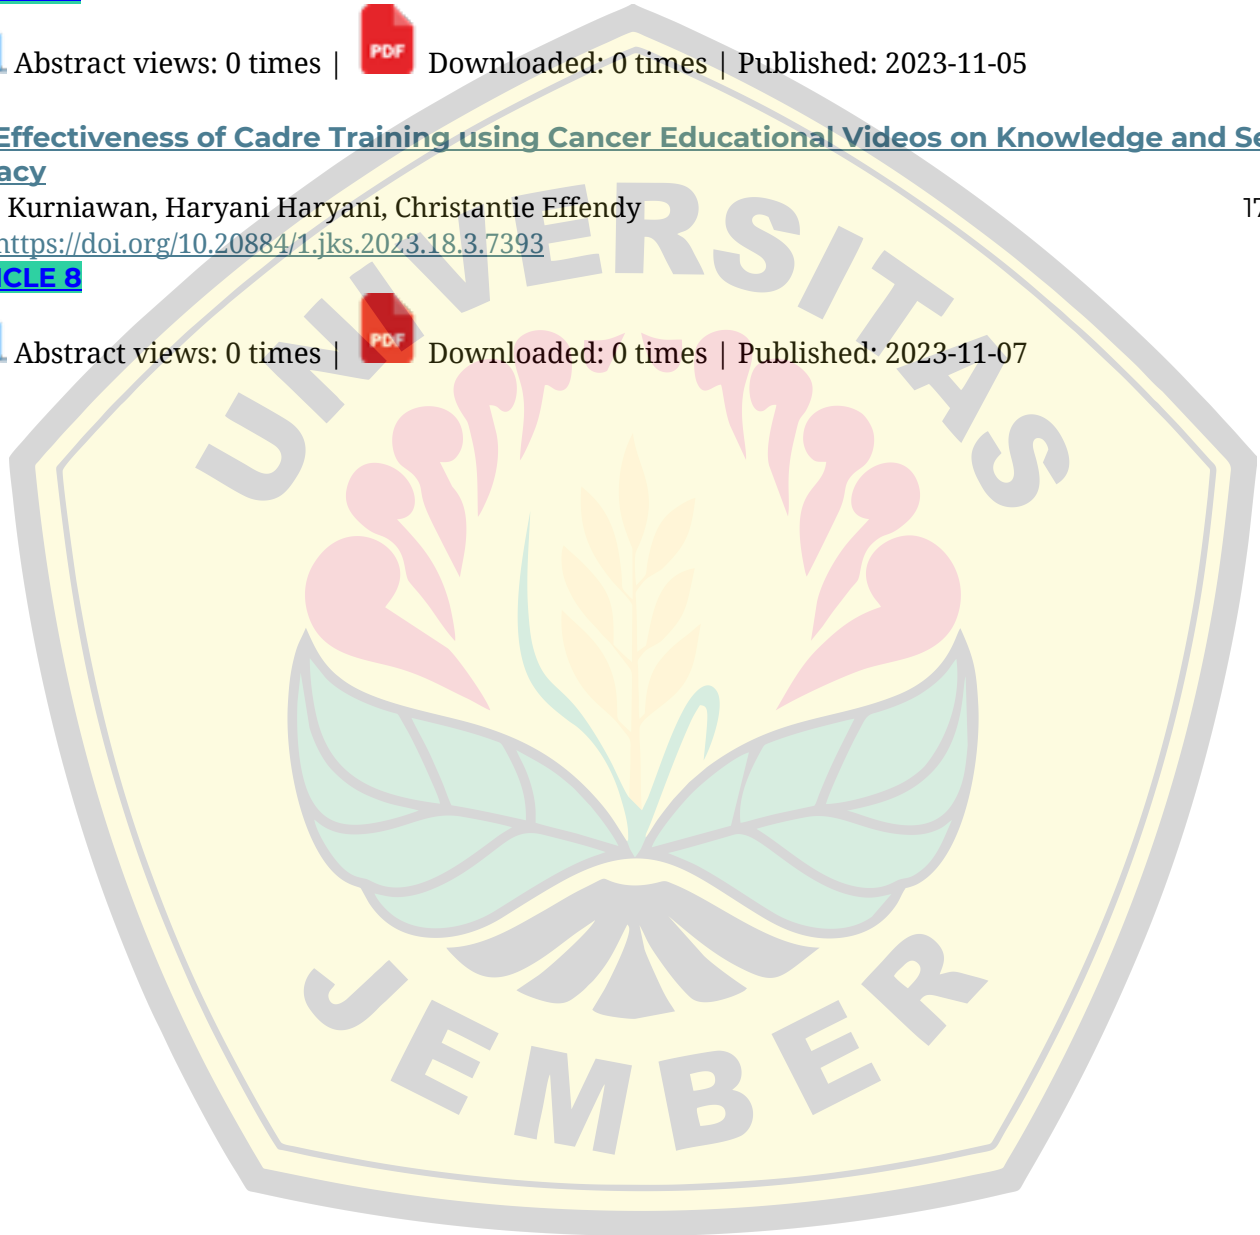 Abstract views: 0 times | PDF Downloaded: 0 times | Published: 2023-11-05
Effectiveness of Cadre Training using Cancer Educational Videos on Knowledge and Se
acy
Kurniawan, Haryani Haryani, Christantie Effendy 17
https://doi.org/10.20884/1.jks.2023.18.3.7393
ICLE 8
Abstract views: 0 times | PDF Downloaded: 0 times | Published: 2023-11-07
UNIVERSITAS
JEMBER